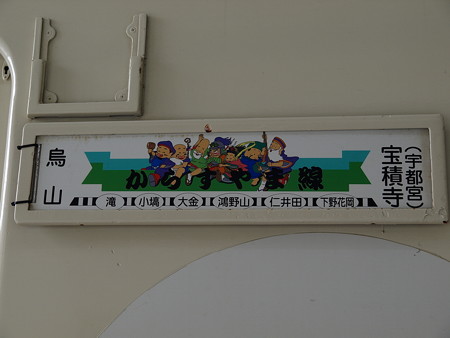 烏山
からすやま線
滝 小塙 大金 鴻野山 仁井田 下野花岡
宝積寺
(宇都宮)